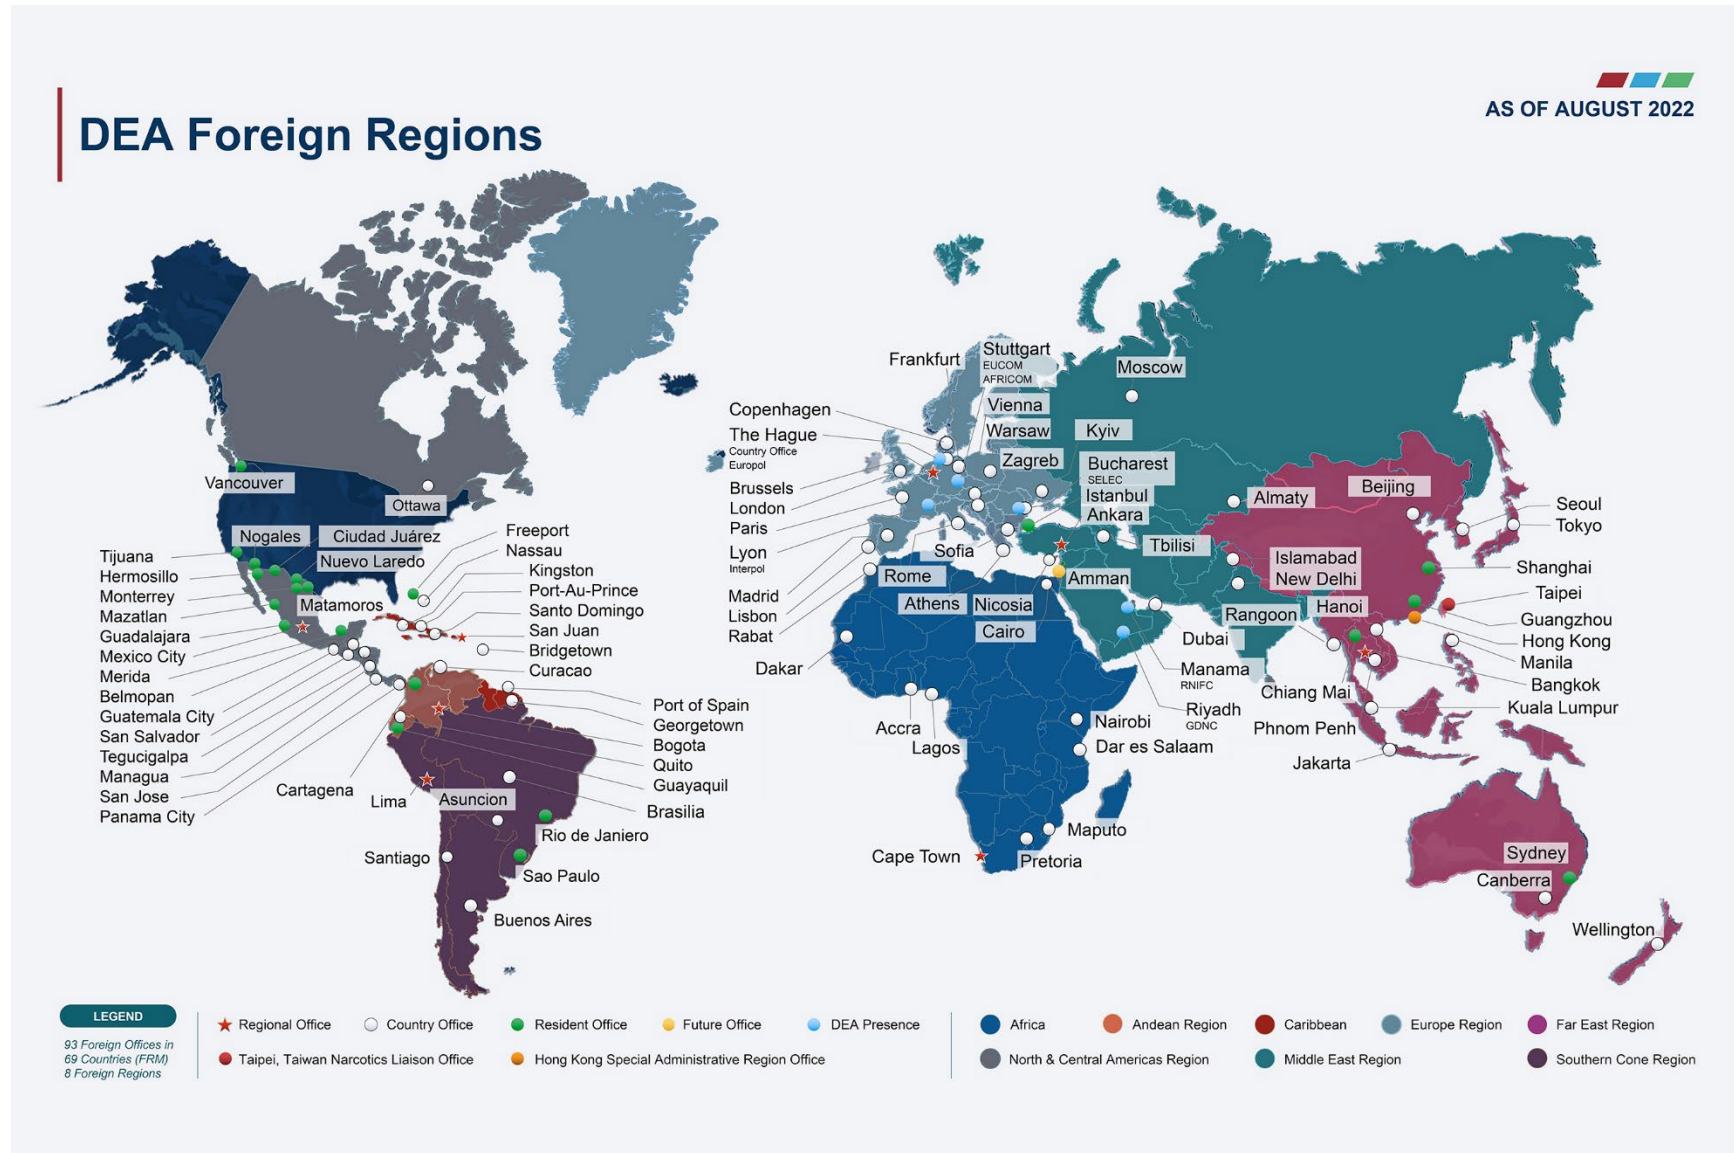 DEA Foreign Regions
AS OF AUGUST 2022
Frankfurt
Stuttgart
EUCOM
AFRICOM
Moscow
Copenhagen
Vienna
The Hague
Country Office
Europol
Warsaw
Kyiv
Zagreb
Bucharest
SELEC
Brussels
London
Istanbul
Paris
Ankara
Lyon
Interpol
Sofia
Tbilisi
Almaty
Beijing
Seoul
Tokyo
Vancouver
Ottawa
Nogales
Ciudad Juárez
Nuevo Laredo
Matamoros
Tijuana
Hermosillo
Monterrey
Mazatlan
Guadalajara
Mexico City
Merida
Belmopan
Guatemala City
San Salvador
Tegucigalpa
Managua
San Jose
Panama City
Freeport
Nassau
Kingston
Port-Au-Prince
Santo Domingo
San Juan
Bridgetown
Curacao
Port of Spain
Georgetown
Bogota
Quito
Guayaquil
Brasilia
Cartagena
Lima
Asuncion
Rio de Janiero
Santiago
Sao Paulo
Buenos Aires
Madrid
Lisbon
Rabat
Dakar
Rome
Athens
Nicosia
Cairo
Amman
Islamabad
New Delhi
Rangoon
Hanoi
Shanghai
Taipei
Guangzhou
Hong Kong
Manila
Bangkok
Kuala Lumpur
Dubai
Manama
RNIFC
Riyadh
GDNC
Chiang Mai
Phnom Penh
Jakarta
Accra
Lagos
Nairobi
Dar es Salaam
Maputo
Cape Town
Pretoria
Sydney
Canberra
Wellington
LEGEND
93 Foreign Offices in
69 Countries (FRM)
8 Foreign Regions
Regional Office
Country Office
Resident Office
Future Office
DEA Presence
Taipei, Taiwan Narcotics Liaison Office
Hong Kong Special Administrative Region Office
Africa
Andean Region
Caribbean
Europe Region
Far East Region
North & Central Americas Region
Middle East Region
Southern Cone Region